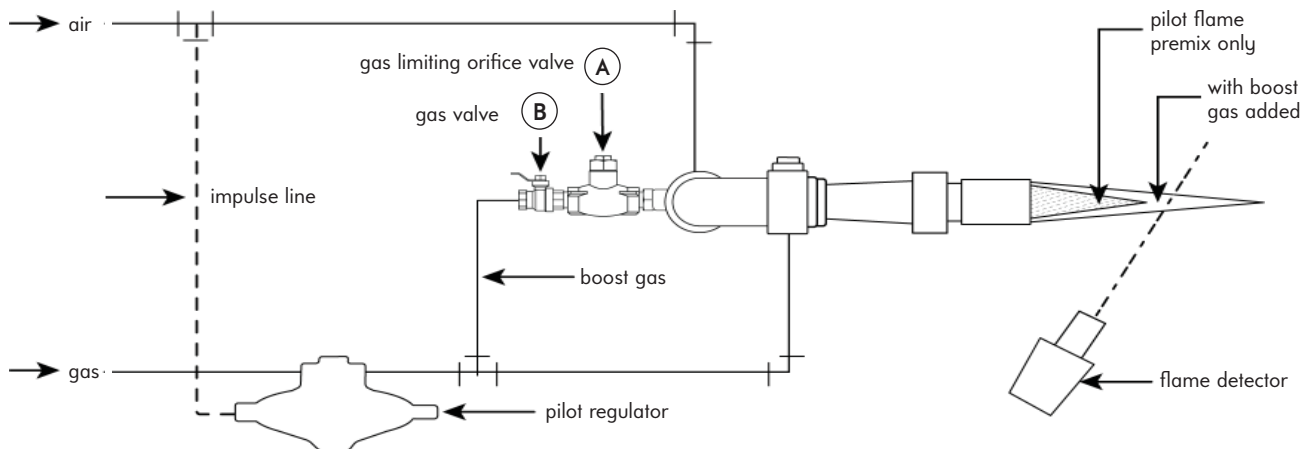 air
pilot flame
premix only
gas limiting orifice valve
A
gas valve
B
with boost
gas added
impulse line
boost gas
gas
flame detector
pilot regulator